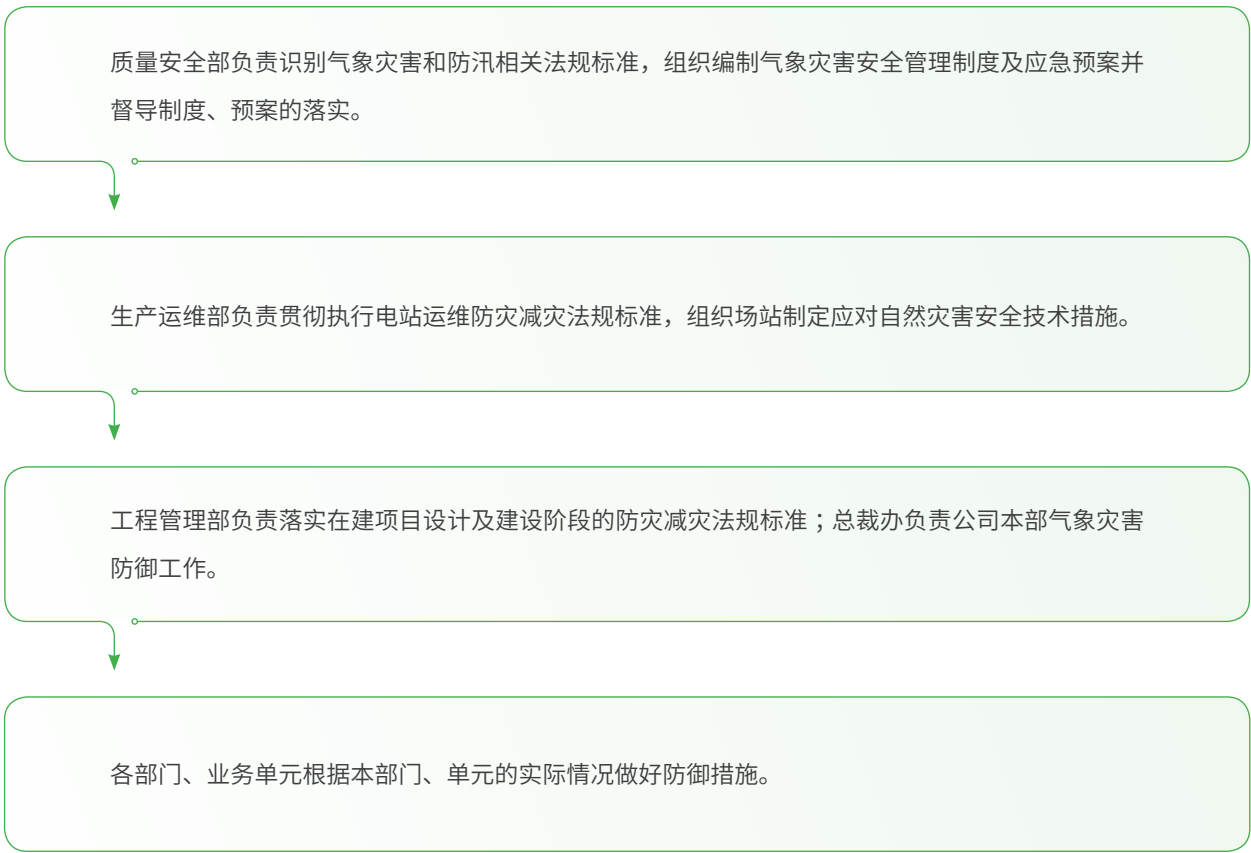 质量安全部负责识别气象灾害和防汛相关法规标准，组织编制气象灾害安全管理制度及应急预案并
督导制度、预案的落实。
生产运维部负责贯彻执行电站运维防灾减灾法规标准，组织场站制定应对自然灾害安全技术措施。
工程管理部负责落实在建项目设计及建设阶段的防灾减灾法规标准；总裁办负责公司本部气象灾害
防御工作。
各部门、业务单元根据本部门、单元的实际情况做好防御措施。